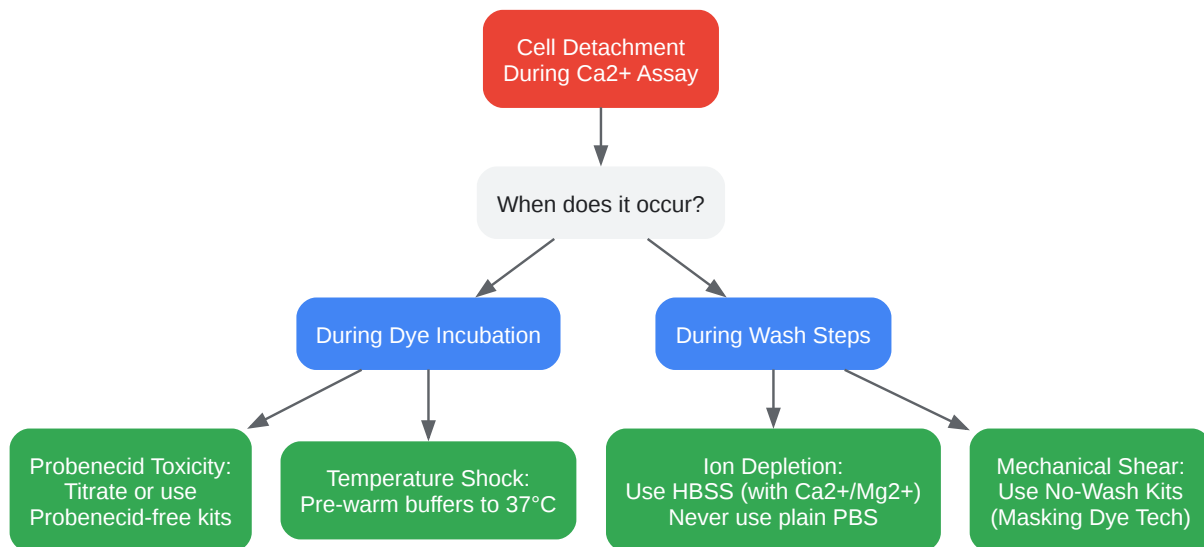 Cell Detachment
During Ca2+ Assay
When does it occur?
During Dye Incubation
During Wash Steps
Probenecid Toxicity:
Titrate or use
Probenecid-free kits
Temperature Shock:
Pre-warm buffers to 37°C
Ion Depletion:
Use HBSS (with Ca2+/Mg2+)
Never use plain PBS
Mechanical Shear:
Use No-Wash Kits
(Masking Dye Tech)